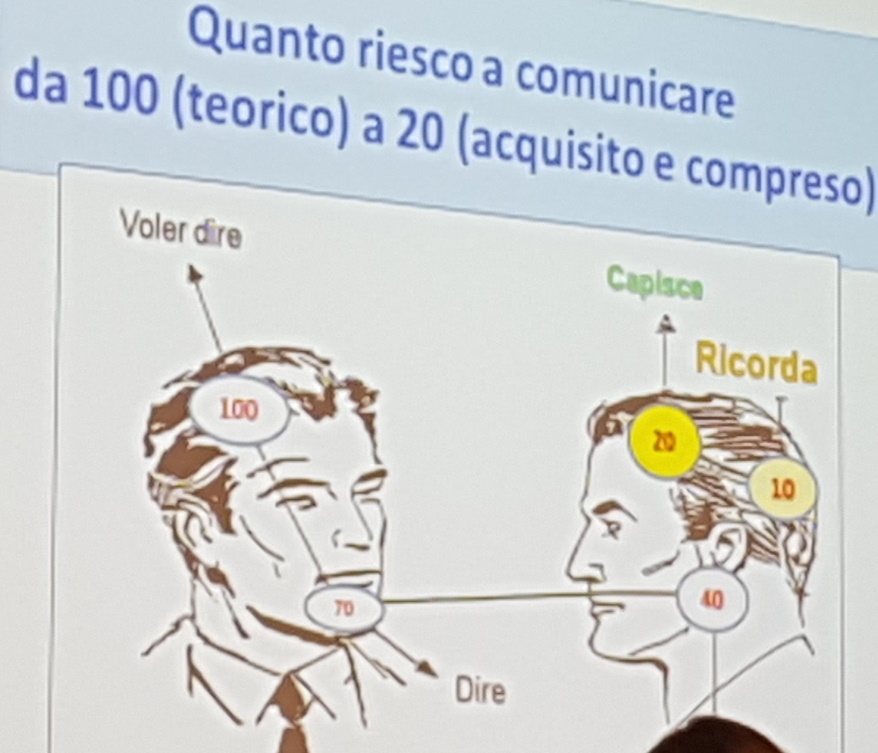 Quanto riesco a comunicare
da 100 (teorico) a 20 (acquisito e compreso)
Voler dire
Capisce
Ricorda
100
20
10
70
40
Dire